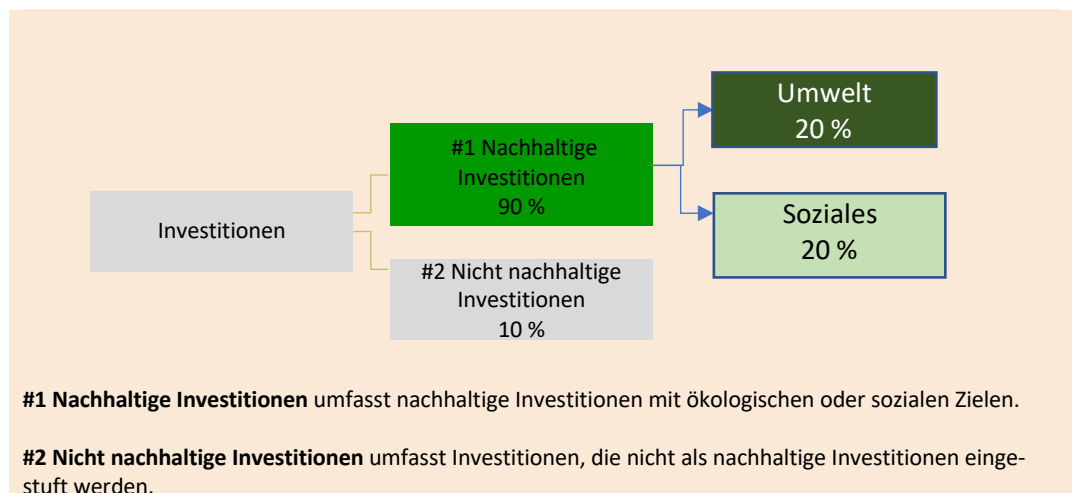 Umwelt
20 %
#1 Nachhaltige
Investitionen
90 %
Investitionen
Soziales
20 %
#2 Nicht nachhaltige
Investitionen
10 %
#1 Nachhaltige Investitionen umfasst nachhaltige Investitionen mit ökologischen oder sozialen Zielen.
#2 Nicht nachhaltige Investitionen umfasst Investitionen, die nicht als nachhaltige Investitionen einge-
stuft werden.